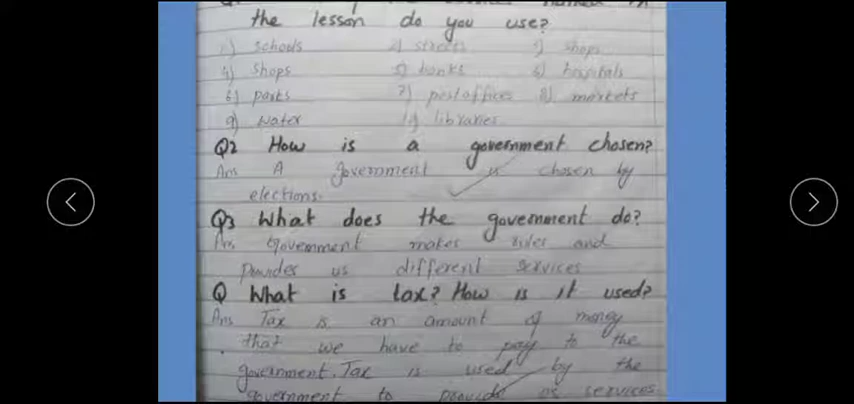 the lesson do you use?
1) schools 2) streets 3) shops
4) shops 5) banks 6) hospitals
6) parks 7) post offices 8) markets
9) water 10) libraries
Q2 How is a government chosen?
Ans A government is chosen by
elections.
Q3 What does the government do?
Ans Government makes rules and
provides us different services
Q What is tax? How is it used?
Ans Tax is an amount of money
that we have to pay to the
government. Tax is used by the
government to provide us services